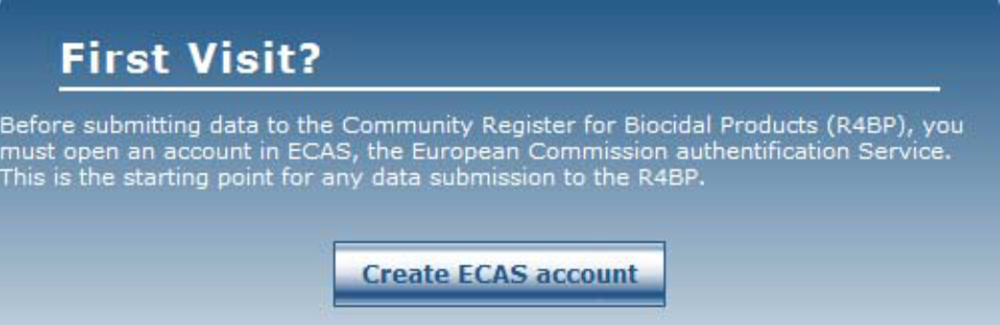 First Visit?
Before submitting data to the Community Register for Biocidal Products (R4BP), you
must open an account in ECAS, the European Commission authentification Service.
This is the starting point for any data submission to the R4BP.
Create ECAS account